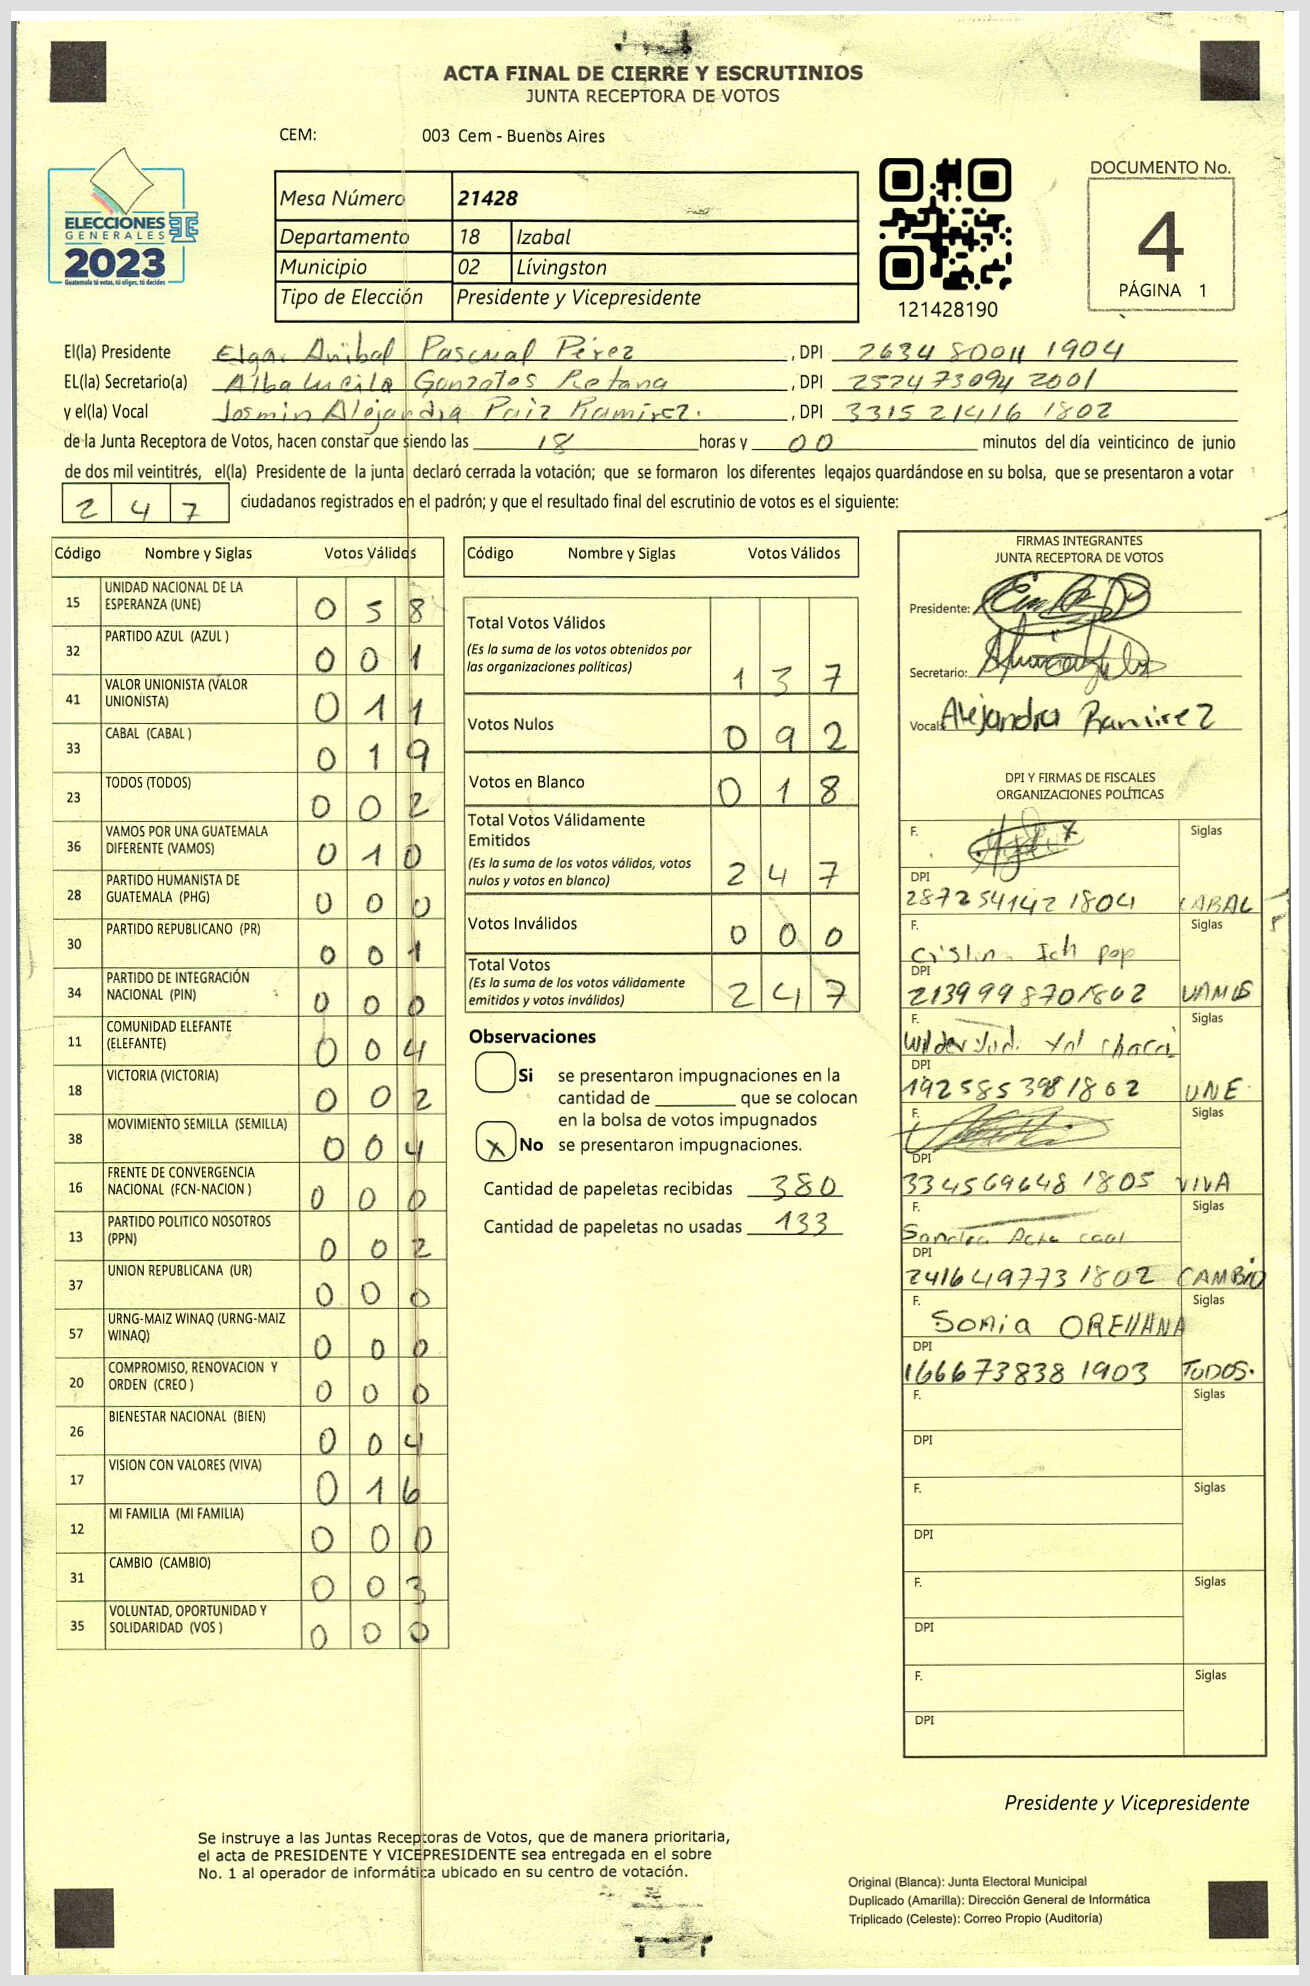 ACTA FINAL DE CIERRE Y ESCRUTINIOS
JUNTA RECEPTORA DE VOTOS
CEM: 003 Cem - Buenos Aires
ELECCIONES
GENERALES
2023
Guatemala tú votas, tú eliges, tú decides
Mesa Número 21428
Departamento 18 Izabal
Municipio 02 Lívingston
Tipo de Elección Presidente y Vicepresidente
121428190
DOCUMENTO No.
4
PÁGINA 1
El(la) Presidente Elgar Anibal Pascual Pérez , DPI 2634 80011 1904
EL(la) Secretario(a) Alba Lucila Gonzales Retana , DPI 2524 73094 2001
y el(la) Vocal Josmin Alejandra Paiz Ramirez. , DPI 3315 21416 1802
de la Junta Receptora de Votos, hacen constar que siendo las 18 horas y 00 minutos del día veinticinco de junio
de dos mil veintitrés, el(la) Presidente de la junta declaró cerrada la votación; que se formaron los diferentes legajos guardándose en su bolsa, que se presentaron a votar
2 4 7 ciudadanos registrados en el padrón; y que el resultado final del escrutinio de votos es el siguiente:
Código Nombre y Siglas Votos Válidos
15 UNIDAD NACIONAL DE LA ESPERANZA (UNE) 0 5 8
32 PARTIDO AZUL (AZUL ) 0 0 1
41 VALOR UNIONISTA (VALOR UNIONISTA) 0 1 1
33 CABAL (CABAL ) 0 1 9
23 TODOS (TODOS) 0 0 2
36 VAMOS POR UNA GUATEMALA DIFERENTE (VAMOS) 0 1 0
28 PARTIDO HUMANISTA DE GUATEMALA (PHG) 0 0 0
30 PARTIDO REPUBLICANO (PR) 0 0 1
34 PARTIDO DE INTEGRACIÓN NACIONAL (PIN) 0 0 0
11 COMUNIDAD ELEFANTE (ELEFANTE) 0 0 4
18 VICTORIA (VICTORIA) 0 0 2
38 MOVIMIENTO SEMILLA (SEMILLA) 0 0 4
16 FRENTE DE CONVERGENCIA NACIONAL (FCN-NACION ) 0 0 0
13 PARTIDO POLITICO NOSOTROS (PPN) 0 0 2
37 UNION REPUBLICANA (UR) 0 0 0
57 URNG-MAIZ WINAQ (URNG-MAIZ WINAQ) 0 0 0
20 COMPROMISO, RENOVACION Y ORDEN (CREO ) 0 0 0
26 BIENESTAR NACIONAL (BIEN) 0 0 4
17 VISION CON VALORES (VIVA) 0 1 6
12 MI FAMILIA (MI FAMILIA) 0 0 0
31 CAMBIO (CAMBIO) 0 0 3
35 VOLUNTAD, OPORTUNIDAD Y SOLIDARIDAD (VOS ) 0 0 0
Código Nombre y Siglas Votos Válidos
Total Votos Válidos
(Es la suma de los votos obtenidos por
las organizaciones políticas) 1 3 7
Votos Nulos 0 9 2
Votos en Blanco 0 1 8
Total Votos Válidamente
Emitidos
(Es la suma de los votos válidos, votos
nulos y votos en blanco) 2 4 7
Votos Inválidos 0 0 0
Total Votos
(Es la suma de los votos válidamente
emitidos y votos inválidos) 2 4 7
Observaciones
Si se presentaron impugnaciones en la
cantidad de ________ que se colocan
en la bolsa de votos impugnados
X No se presentaron impugnaciones.
Cantidad de papeletas recibidas 380
Cantidad de papeletas no usadas 133
FIRMAS INTEGRANTES
JUNTA RECEPTORA DE VOTOS
Presidente:
Secretario:
Vocal: Alejandra Ramirez
DPI Y FIRMAS DE FISCALES
ORGANIZACIONES POLÍTICAS
F. Siglas
DPI
2872 54142 1804 CABAL
F. Siglas
Ich pop
DPI
2139 99870 1802 VAMOS
F. Siglas
Wilder
DPI
1925 85398 1802 UNE
F. Siglas
DPI
3345 69648 1805 VIVA
F. Siglas
Sandra
DPI
2416 49773 1802 CAMBIO
F. Siglas
Sonia ORELLANA
DPI
1666 73838 1903 TODOS.
F. Siglas
DPI
F. Siglas
DPI
F. Siglas
DPI
F. Siglas
DPI
Presidente y Vicepresidente
Se instruye a las Juntas Receptoras de Votos, que de manera prioritaria,
el acta de PRESIDENTE Y VICEPRESIDENTE sea entregada en el sobre
No. 1 al operador de informática ubicado en su centro de votación.
Original (Blanca): Junta Electoral Municipal
Duplicado (Amarilla): Dirección General de Informática
Triplicado (Celeste): Correo Propio (Auditoría)